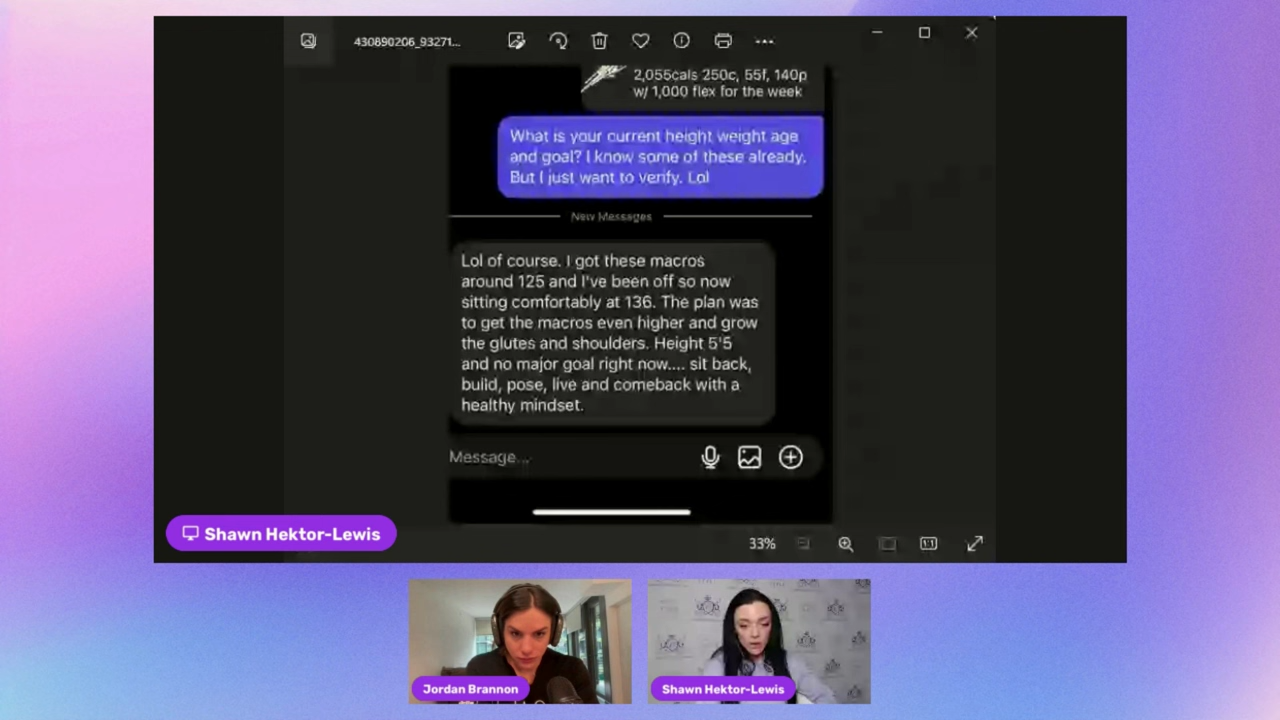 430890206_93271...
2,055cals 250c, 55f, 140p
w/ 1,000 flex for the week
What is your current height weight age
and goal? I know some of these already.
But I just want to verify. Lol
New Messages
Lol of course. I got these macros
around 125 and I've been off so now
sitting comfortably at 136. The plan was
to get the macros even higher and grow
the glutes and shoulders. Height 5'5
and no major goal right now.... sit back,
build, pose, live and comeback with a
healthy mindset.
Message...
Shawn Hektor-Lewis
33%
1:1
Jordan Brannon
Shawn Hektor-Lewis